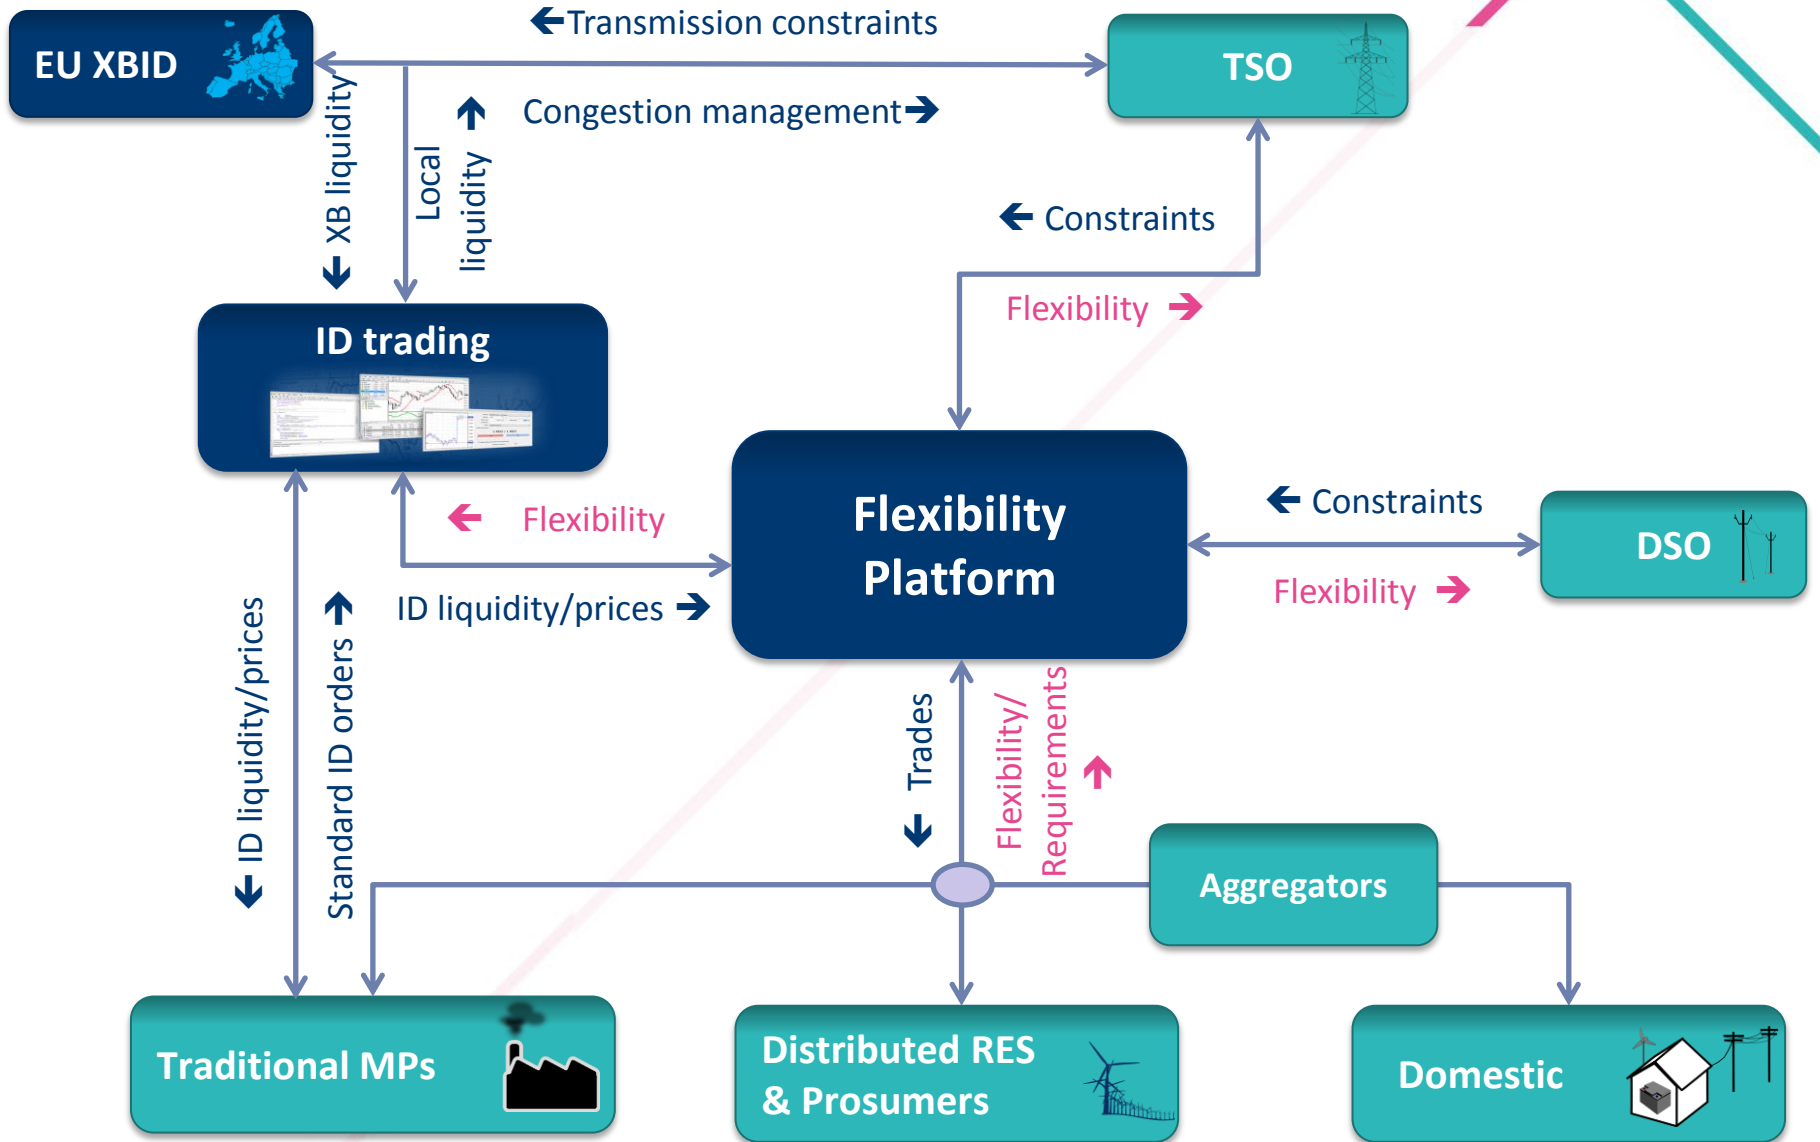 ←Transmission constraints
EU XBID
TSO
Congestion management→
← XB liquidity
Local
liquidity →
← Constraints
Flexibility →
ID trading
Flexibility
Platform
← Flexibility
ID liquidity/prices →
← Constraints
DSO
Flexibility →
← ID liquidity/prices
Standard ID orders →
← Trades
Flexibility/
Requirements
→
Aggregators
Traditional MPs
Distributed RES
& Prosumers
Domestic